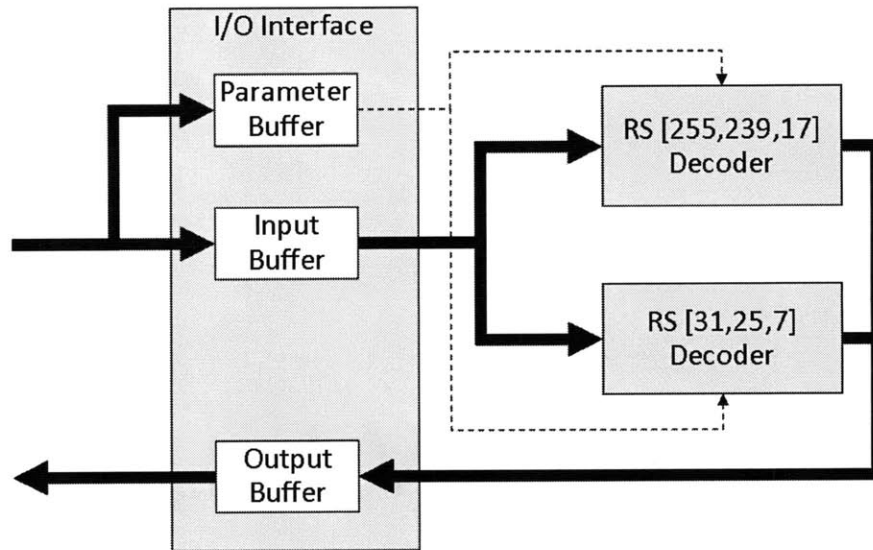 I/O Interface
Parameter
Buffer
RS [255,239,17]
Decoder
Input
Buffer
RS [31,25,7]
Decoder
Output
Buffer